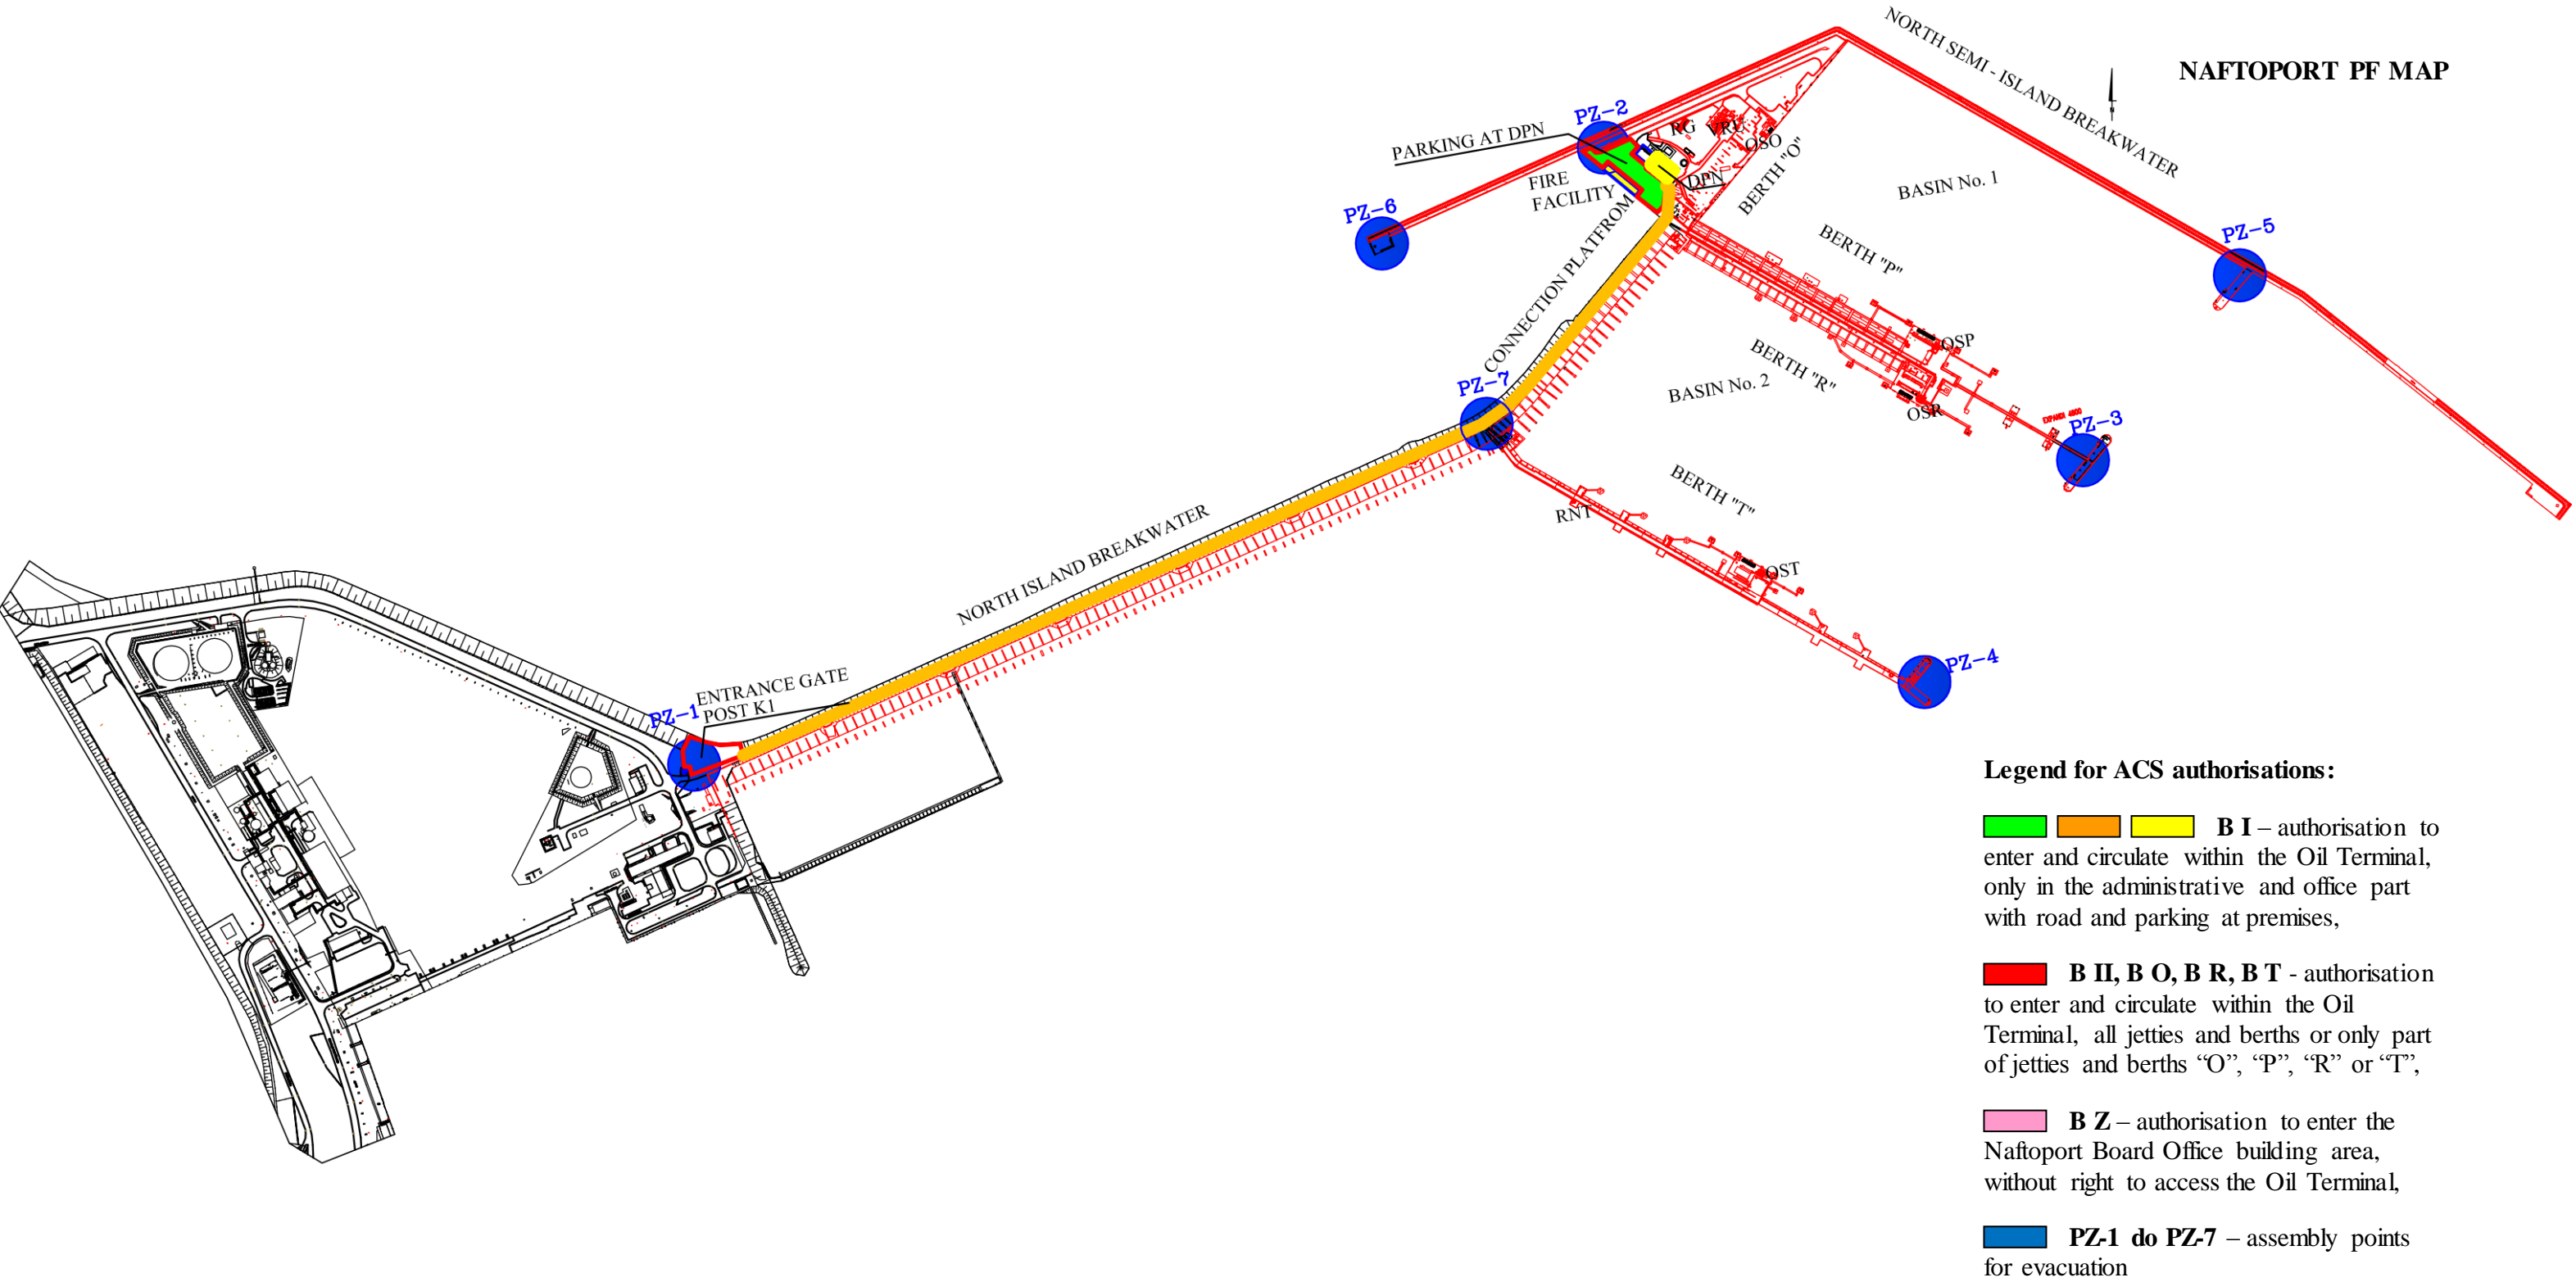 NAFTOPORT PF MAP
NORTH SEMI - ISLAND BREAKWATER
PZ-2
PARKING AT DPN
RG
VRU
OSO
DPN
BERTH "O"
FIRE
FACILITY
BASIN No. 1
PZ-6
PZ-5
CONNECTION PLATFROM
BERTH "P"
OSP
BERTH "R"
OSR
BASIN No. 2
PZ-7
PZ-3
BERTH "T"
RNT
OST
PZ-4
NORTH ISLAND BREAKWATER
ENTRANCE GATE
POST K1
PZ-1
Legend for ACS authorisations:
B I – authorisation to
enter and circulate within the Oil Terminal,
only in the administrative and office part
with road and parking at premises,
B II, B O, B R, B T - authorisation
to enter and circulate within the Oil
Terminal, all jetties and berths or only part
of jetties and berths “O”, “P”, “R” or “T”,
B Z – authorisation to enter the
Naftoport Board Office building area,
without right to access the Oil Terminal,
PZ-1 do PZ-7 – assembly points
for evacuation